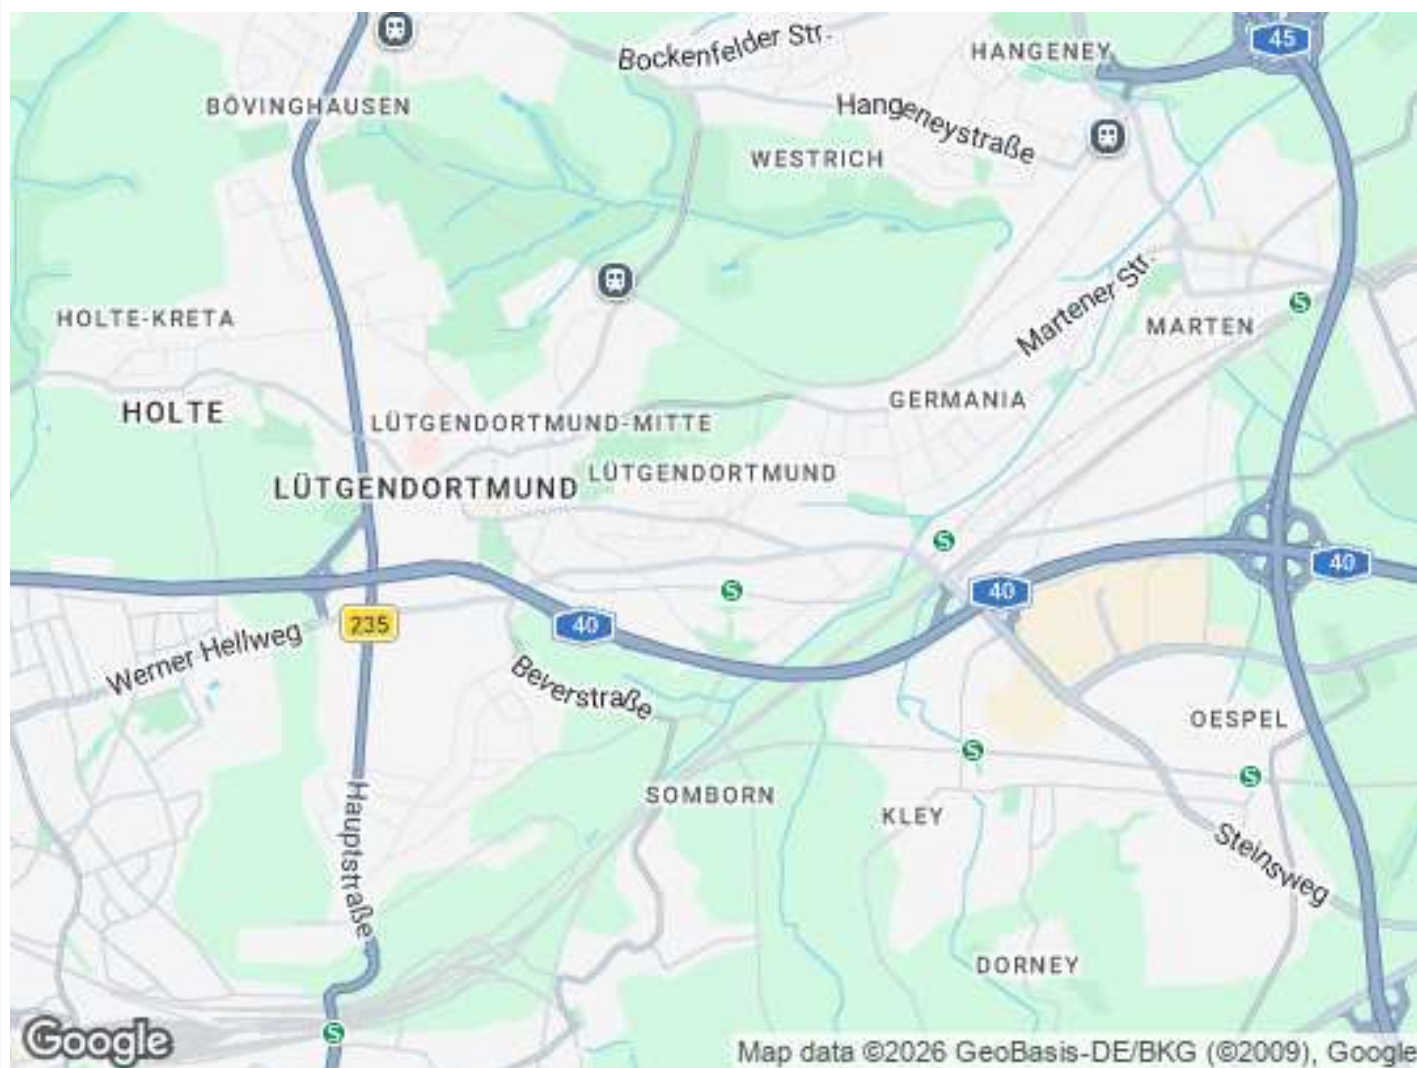 Bockenfelder Str.
HANGENEY
45
BÖVINGHAUSEN
Hangeneystraße
WESTRICH
Martener Str.
HOLTE-KRETA
S
MARTEN
GERMANIA
HOLTE
LÜTGENDORTMUND-MITTE
LÜTGENDORTMUND
LÜTGENDORTMUND
S
40
40
S
235
40
Werner Hellweg
Beverstraße
OESPEL
S
S
SOMBORN
KLEY
Hauptstraße
Steinsweg
DORNEY
S
Google
Map data ©2026 GeoBasis-DE/BKG (©2009), Google